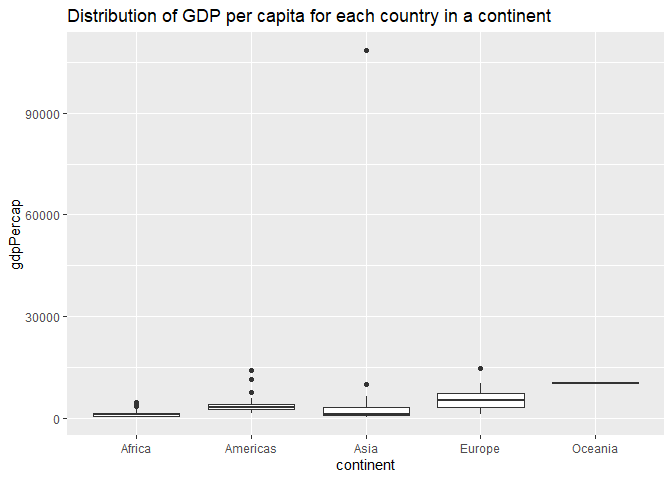 Distribution of GDP per capita for each country in a continent
gdpPercap
90000
60000
30000
0
Africa Americas Asia Europe Oceania
continent